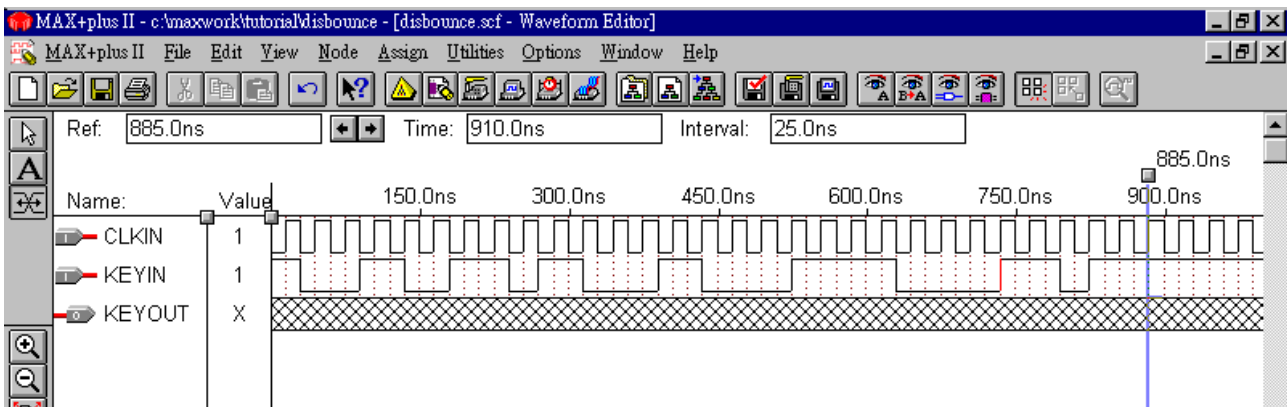 MAX+plus II - c:\maxwork\tutorial\disbounce - [disbounce.scf - Waveform Editor]
MAX+plus II File Edit View Node Assign Utilities Options Window Help
Ref: 885.0ns Time: 910.0ns Interval: 25.0ns
885.0ns
Name: Value 150.0ns 300.0ns 450.0ns 600.0ns 750.0ns 900.0ns
CLKIN 1
KEYIN 1
KEYOUT X